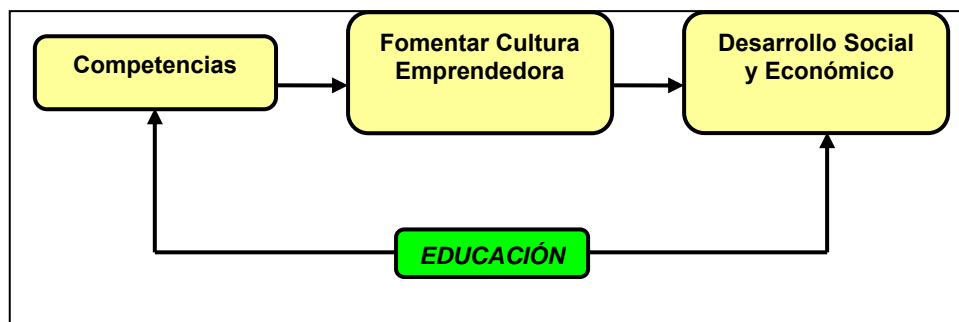 Competencias
Fomentar Cultura
Emprendedora
Desarrollo Social
y Económico
EDUCACIÓN